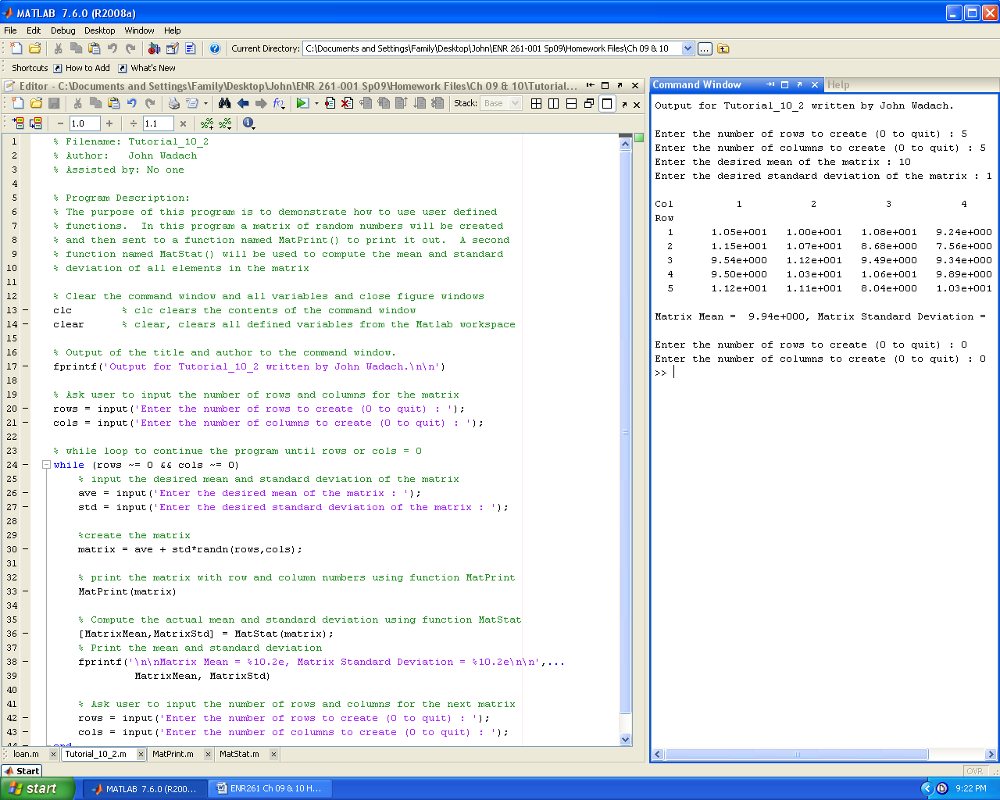 MATLAB 7.6.0 (R2008a)
File Edit Debug Desktop Window Help
Current Directory: C:\Documents and Settings\Family\Desktop\John\ENR 261-001 Sp09\Homework Files\Ch 09 & 10
Shortcuts How to Add What's New
Editor - C:\Documents and Settings\Family\Desktop\John\ENR 261-001 Sp09\Homework Files\Ch 09 & 10\Tutorial...
Stack: Base
1.0 1.1
1 % Filename: Tutorial_10_2
2 % Author:   John Wadach
3 % Assisted by: No one
4
5 % Program Description:
6 % The purpose of this program is to demonstrate how to use user defined
7 % functions.  In this program a matrix of random numbers will be created
8 % and then sent to a function named MatPrint() to print it out.  A second
9 % function named MatStat() will be used to compute the mean and standard
10 % deviation of all elements in the matrix
11
12 % Clear the command window and all variables and close figure windows
13 clc        % clc clears the contents of the command window
14 clear      % clear, clears all defined variables from the Matlab workspace
15
16 % Output of the title and author to the command window.
17 fprintf('Output for Tutorial_10_2 written by John Wadach.\n\n')
18
19 % Ask user to input the number of rows and columns for the matrix
20 rows = input('Enter the number of rows to create (0 to quit) : ');
21 cols = input('Enter the number of columns to create (0 to quit) : ');
22
23 % while loop to continue the program until rows or cols = 0
24 while (rows ~= 0 && cols ~= 0)
25     % input the desired mean and standard deviation of the matrix
26     ave = input('Enter the desired mean of the matrix : ');
27     std = input('Enter the desired standard deviation of the matrix : ');
28
29     %create the matrix
30     matrix = ave + std*randn(rows,cols);
31
32     % print the matrix with row and column numbers using function MatPrint
33     MatPrint(matrix)
34
35     % Compute the actual mean and standard deviation using function MatStat
36     [MatrixMean,MatrixStd] = MatStat(matrix);
37     % Print the mean and standard deviation
38     fprintf('\n\nMatrix Mean = %10.2e, Matrix Standard Deviation = %10.2e\n\n',...
39              MatrixMean, MatrixStd)
40
41     % Ask user to input the number of rows and columns for the next matrix
42     rows = input('Enter the number of rows to create (0 to quit) : ');
43     cols = input('Enter the number of columns to create (0 to quit) : ');
44 end
loan.m Tutorial_10_2.m MatPrint.m MatStat.m
Command Window Help
Output for Tutorial_10_2 written by John Wadach.
Enter the number of rows to create (0 to quit) : 5
Enter the number of columns to create (0 to quit) : 5
Enter the desired mean of the matrix : 10
Enter the desired standard deviation of the matrix : 1
Col 1 2 3 4
Row
1 1.05e+001 1.00e+001 1.08e+001 9.24e+000
2 1.15e+001 1.07e+001 8.68e+000 7.56e+000
3 9.54e+000 1.12e+001 9.49e+000 9.34e+000
4 9.50e+000 1.03e+001 1.06e+001 9.89e+000
5 1.12e+001 1.11e+001 8.04e+000 1.03e+001
Matrix Mean =  9.94e+000, Matrix Standard Deviation =
Enter the number of rows to create (0 to quit) : 0
Enter the number of columns to create (0 to quit) : 0
>>
Start OVR
start MATLAB 7.6.0 (R200... ENR261 Ch 09 & 10 H... 9:22 PM